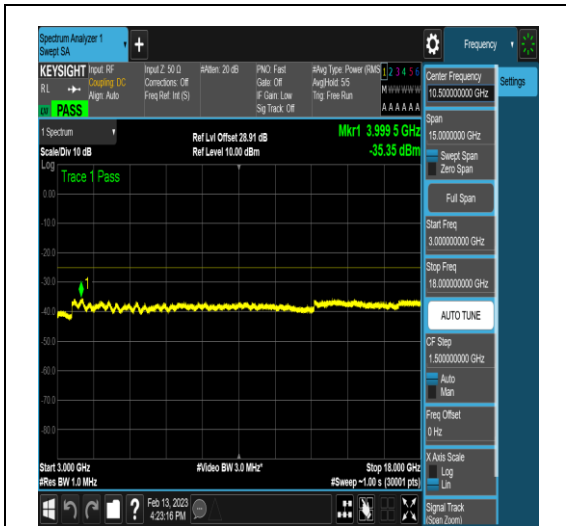 Spectrum Analyzer 1
Swept SA
+
Frequency
KEYSIGHT
RL
PASS
Input: RF
Coupling: DC
Align: Auto
Input Z: 50 Ω
Corrections: Off
Freq Ref: Int (S)
#Atten: 20 dB
PNO: Fast
Gate: Off
IF Gain: Low
Sig Track: Off
#Avg Type: Power (RMS
Avg|Hold: 5/5
Trig: Free Run
1 2 3 4 5 6
M W W W W W
A A A A A A
Center Frequency
10.500000000 GHz
Settings
Span
15.0000000 GHz
Swept Span
Zero Span
Full Span
Start Freq
3.000000000 GHz
Stop Freq
18.000000000 GHz
AUTO TUNE
CF Step
1.500000000 GHz
Auto
Man
Freq Offset
0 Hz
X Axis Scale
Log
Lin
Signal Track
(Span Zoom)
1 Spectrum
Scale/Div 10 dB
Ref Lvl Offset 28.91 dB
Ref Level 10.00 dBm
Mkr1 3.999 5 GHz
-35.35 dBm
Log
Trace 1 Pass
0.00
-10.0
-20.0
-30.0
-40.0
-50.0
-60.0
-70.0
-80.0
1
Start 3.000 GHz
#Res BW 1.0 MHz
#Video BW 3.0 MHz*
Stop 18.000 GHz
#Sweep ~1.00 s (30001 pts)
?
Feb 13, 2023
4:23:16 PM